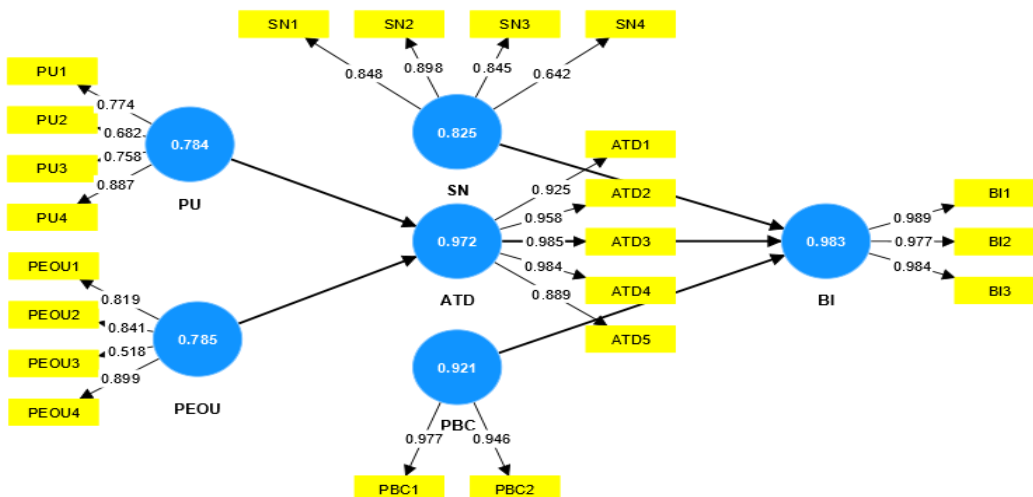 SN1
SN2
SN3
SN4
0.848
0.898
0.845
0.642
PU1
PU2
PU3
PU4
0.774
0.682
0.758
0.887
0.784
PU
0.825
SN
ATD1
ATD2
ATD3
ATD4
ATD5
0.925
0.958
0.985
0.984
0.889
0.972
ATD
BI1
BI2
BI3
0.989
0.977
0.984
0.983
BI
PEOU1
PEOU2
PEOU3
PEOU4
0.819
0.841
0.518
0.899
0.785
PEOU
0.921
PBC
0.977
0.946
PBC1
PBC2